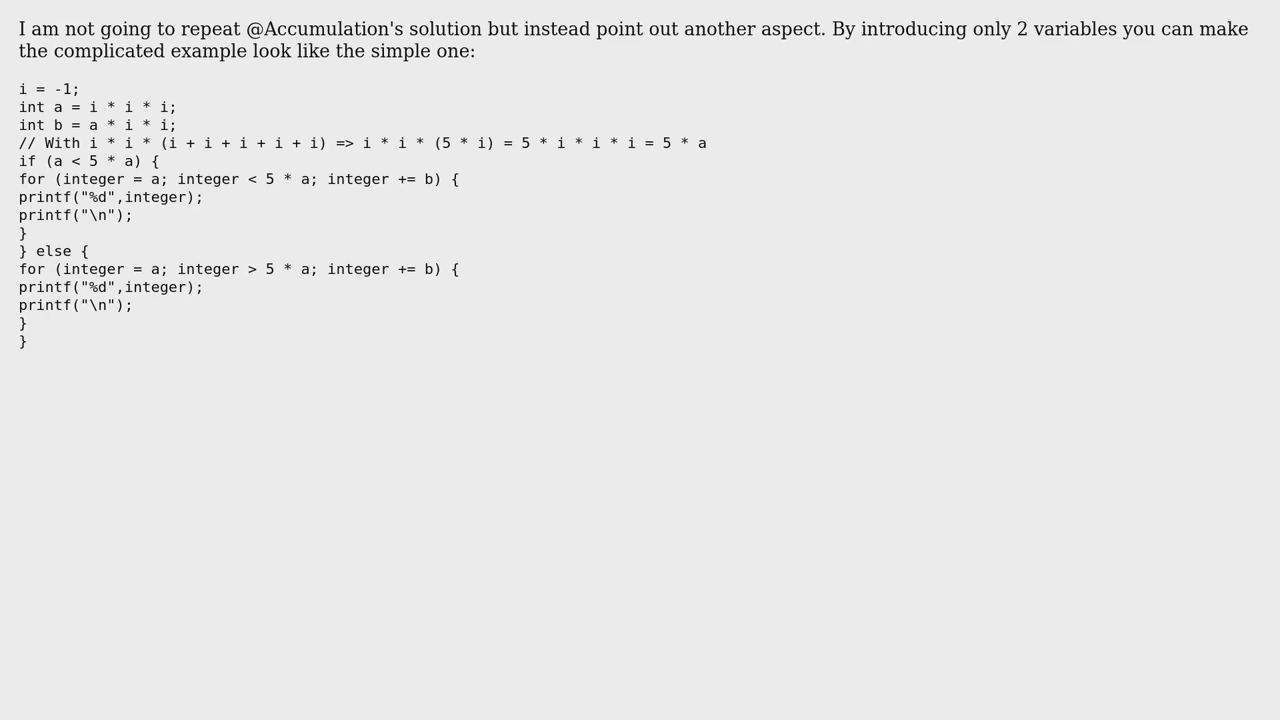 I am not going to repeat @Accumulation's solution but instead point out another aspect. By introducing only 2 variables you can make
the complicated example look like the simple one:
i = -1;
int a = i * i * i;
int b = a * i * i;
// With i * i * (i + i + i + i + i) => i * i * (5 * i) = 5 * i * i * i = 5 * a
if (a < 5 * a) {
for (integer = a; integer < 5 * a; integer += b) {
printf("%d",integer);
printf("\n");
}
} else {
for (integer = a; integer > 5 * a; integer += b) {
printf("%d",integer);
printf("\n");
}
}